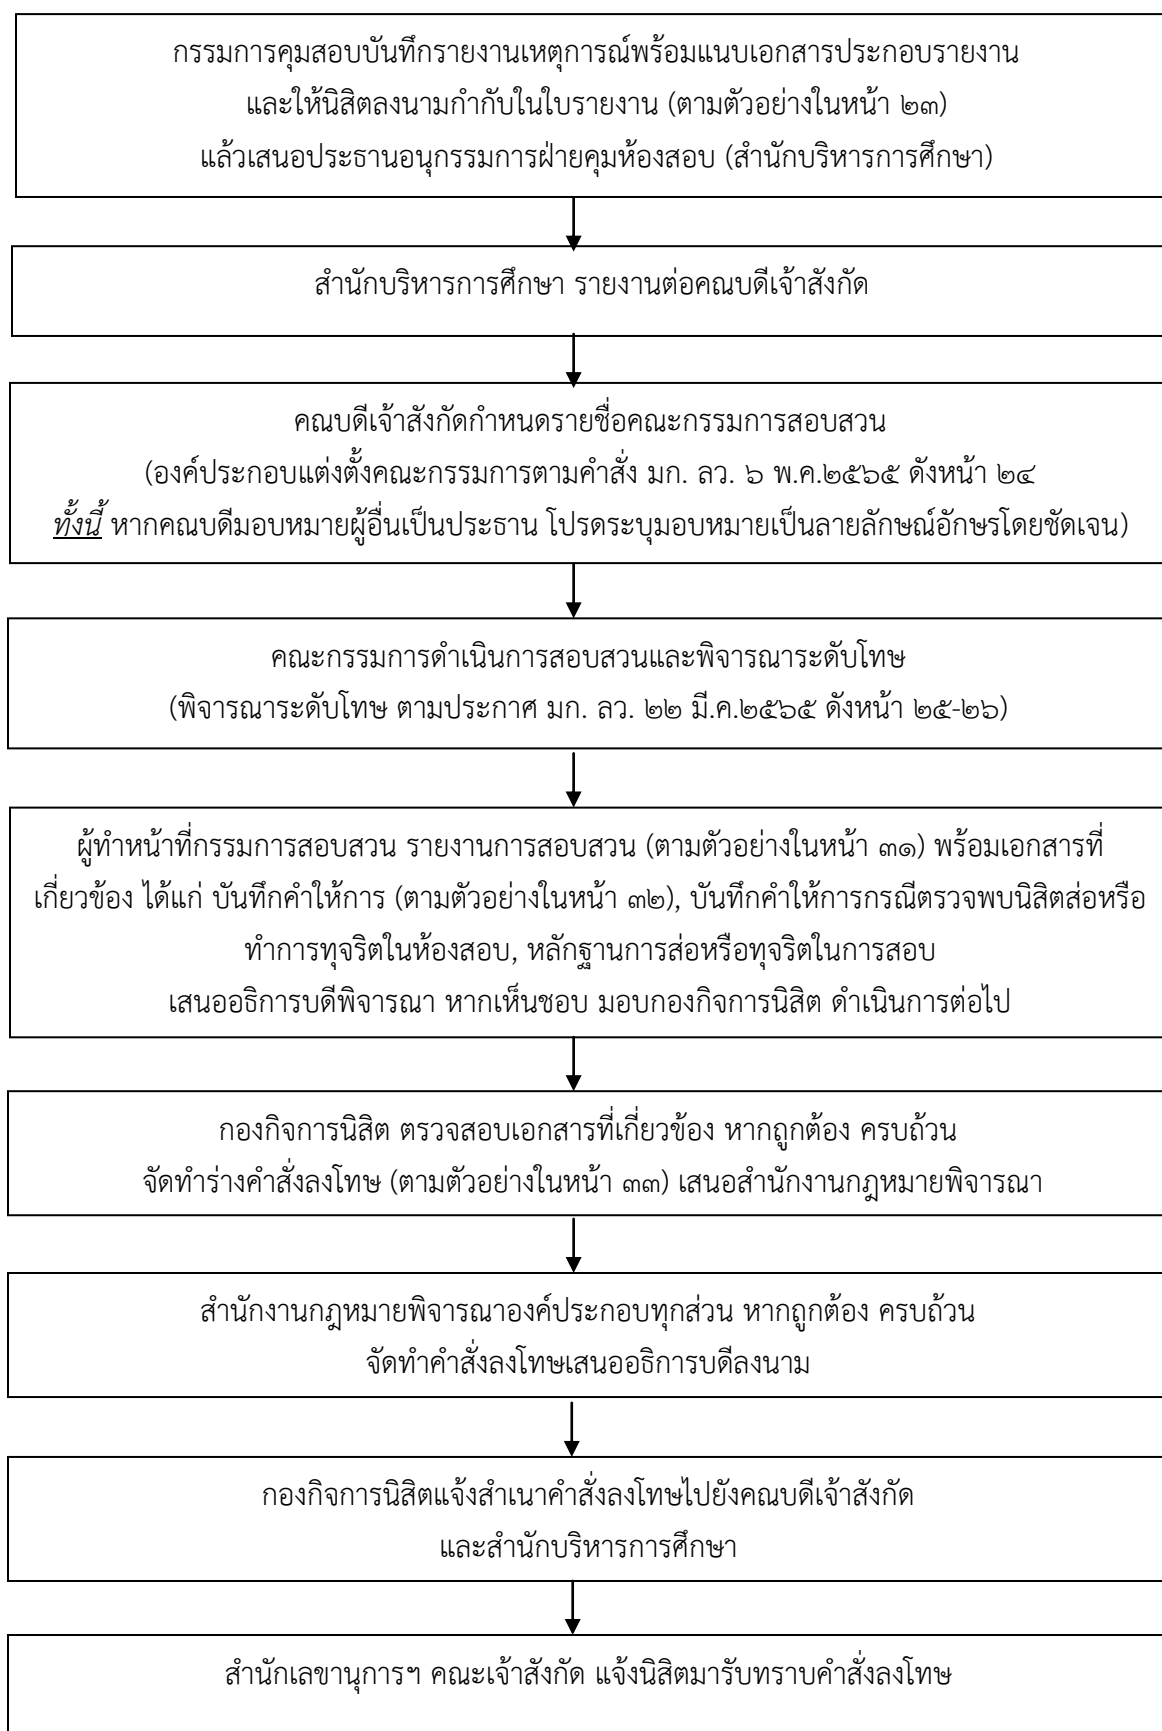 กรรมการคุมสอบบันทึกรายงานเหตุการณ์พร้อมแนบเอกสารประกอบรายงาน
และให้นิสิตลงนามกำกับในใบรายงาน (ตามตัวอย่างในหน้า ๒๓)
แล้วเสนอประธานอนุกรรมการฝ่ายคุมห้องสอบ (สำนักบริหารการศึกษา)
สำนักบริหารการศึกษา รายงานต่อคณบดีเจ้าสังกัด
คณบดีเจ้าสังกัดกำหนดรายชื่อคณะกรรมการสอบสวน
(องค์ประกอบแต่งตั้งคณะกรรมการตามคำสั่ง มก. ลว. ๖ พ.ค.๒๕๖๕ ดังหน้า ๒๔
ทั้งนี้ หากคณบดีมอบหมายผู้อื่นเป็นประธาน โปรดระบุมอบหมายเป็นลายลักษณ์อักษรโดยชัดเจน)
คณะกรรมการดำเนินการสอบสวนและพิจารณาระดับโทษ
(พิจารณาระดับโทษ ตามประกาศ มก. ลว. ๒๒ มี.ค.๒๕๖๕ ดังหน้า ๒๕-๒๖)
ผู้ทำหน้าที่กรรมการสอบสวน รายงานการสอบสวน (ตามตัวอย่างในหน้า ๓๑) พร้อมเอกสารที่
เกี่ยวข้อง ได้แก่ บันทึกคำให้การ (ตามตัวอย่างในหน้า ๓๒), บันทึกคำให้การกรณีตรวจพบนิสิตส่อหรือ
ทำการทุจริตในห้องสอบ, หลักฐานการส่อหรือทุจริตในการสอบ
เสนออธิการบดีพิจารณา หากเห็นชอบ มอบกองกิจการนิสิต ดำเนินการต่อไป
กองกิจการนิสิต ตรวจสอบเอกสารที่เกี่ยวข้อง หากถูกต้อง ครบถ้วน
จัดทำร่างคำสั่งลงโทษ (ตามตัวอย่างในหน้า ๓๓) เสนอสำนักงานกฎหมายพิจารณา
สำนักงานกฎหมายพิจารณาองค์ประกอบทุกส่วน หากถูกต้อง ครบถ้วน
จัดทำคำสั่งลงโทษเสนออธิการบดีลงนาม
กองกิจการนิสิตแจ้งสำเนาคำสั่งลงโทษไปยังคณบดีเจ้าสังกัด
และสำนักบริหารการศึกษา
สำนักเลขานุการฯ คณะเจ้าสังกัด แจ้งนิสิตมารับทราบคำสั่งลงโทษ